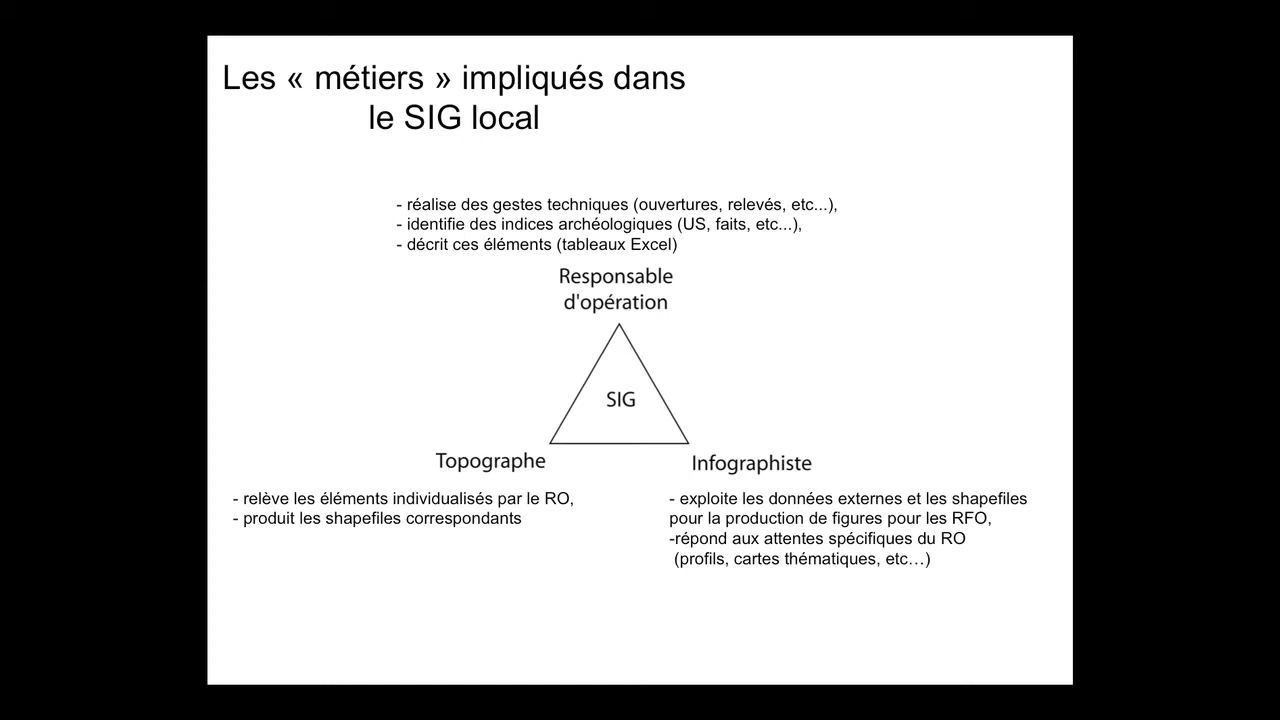 Les « métiers » impliqués dans
le SIG local
- réalise des gestes techniques (ouvertures, relevés, etc...),
- identifie des indices archéologiques (US, faits, etc...),
- décrit ces éléments (tableaux Excel)
Responsable
d'opération
SIG
Topographe
Infographiste
- relève les éléments individualisés par le RO,
- produit les shapefiles correspondants
- exploite les données externes et les shapefiles
pour la production de figures pour les RFO,
-répond aux attentes spécifiques du RO
(profils, cartes thématiques, etc…)